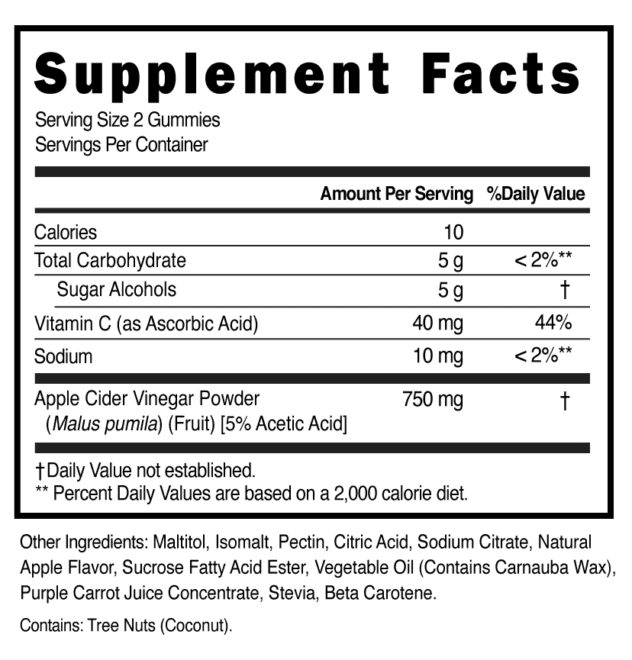 Supplement Facts
Serving Size 2 Gummies
Servings Per Container
Amount Per Serving %Daily Value
Calories 10
Total Carbohydrate 5 g < 2%**
Sugar Alcohols 5 g †
Vitamin C (as Ascorbic Acid) 40 mg 44%
Sodium 10 mg < 2%**
Apple Cider Vinegar Powder 750 mg †
(Malus pumila) (Fruit) [5% Acetic Acid]
†Daily Value not established.
** Percent Daily Values are based on a 2,000 calorie diet.
Other Ingredients: Maltitol, Isomalt, Pectin, Citric Acid, Sodium Citrate, Natural
Apple Flavor, Sucrose Fatty Acid Ester, Vegetable Oil (Contains Carnauba Wax),
Purple Carrot Juice Concentrate, Stevia, Beta Carotene.
Contains: Tree Nuts (Coconut).